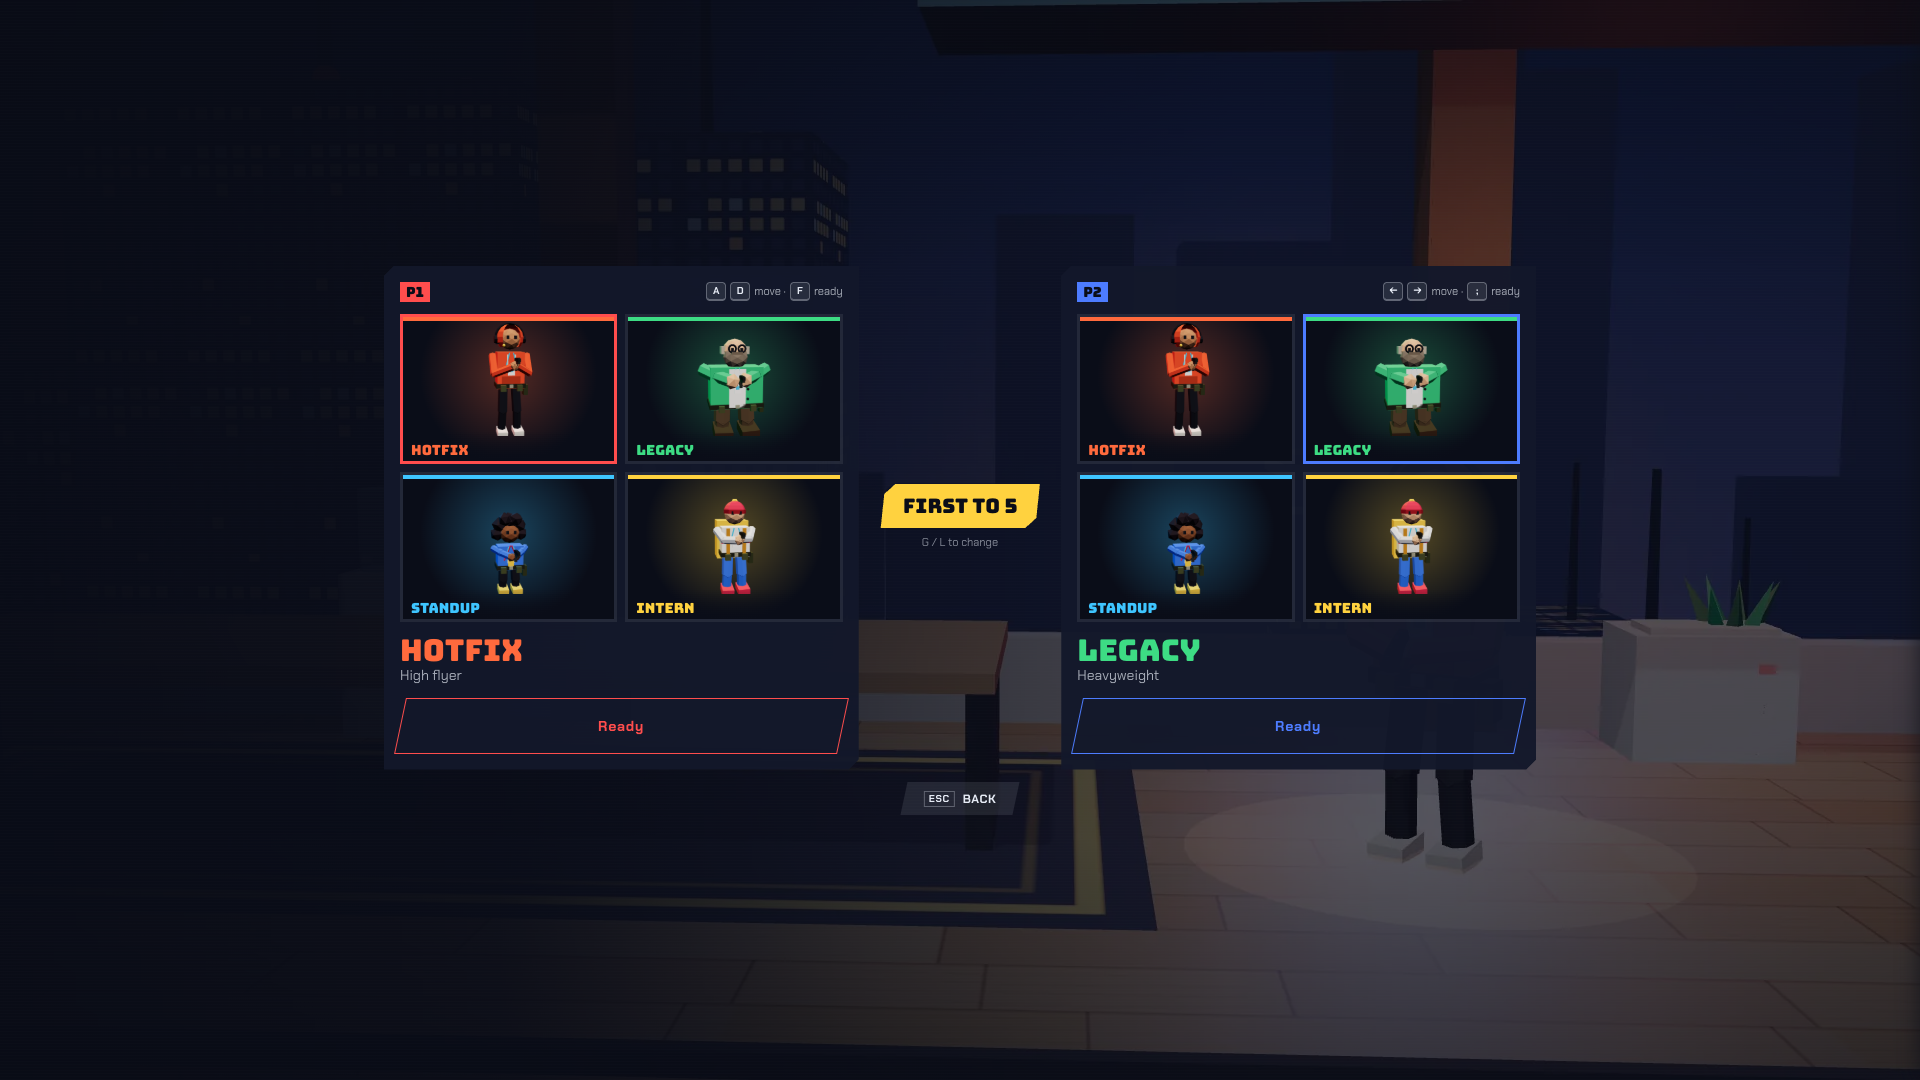 P1
A D move · F ready
HOTFIX
LEGACY
STANDUP
INTERN
HOTFIX
High flyer
Ready
FIRST TO 5
G / L to change
ESC BACK
P2
← → move · ; ready
HOTFIX
LEGACY
STANDUP
INTERN
LEGACY
Heavyweight
Ready